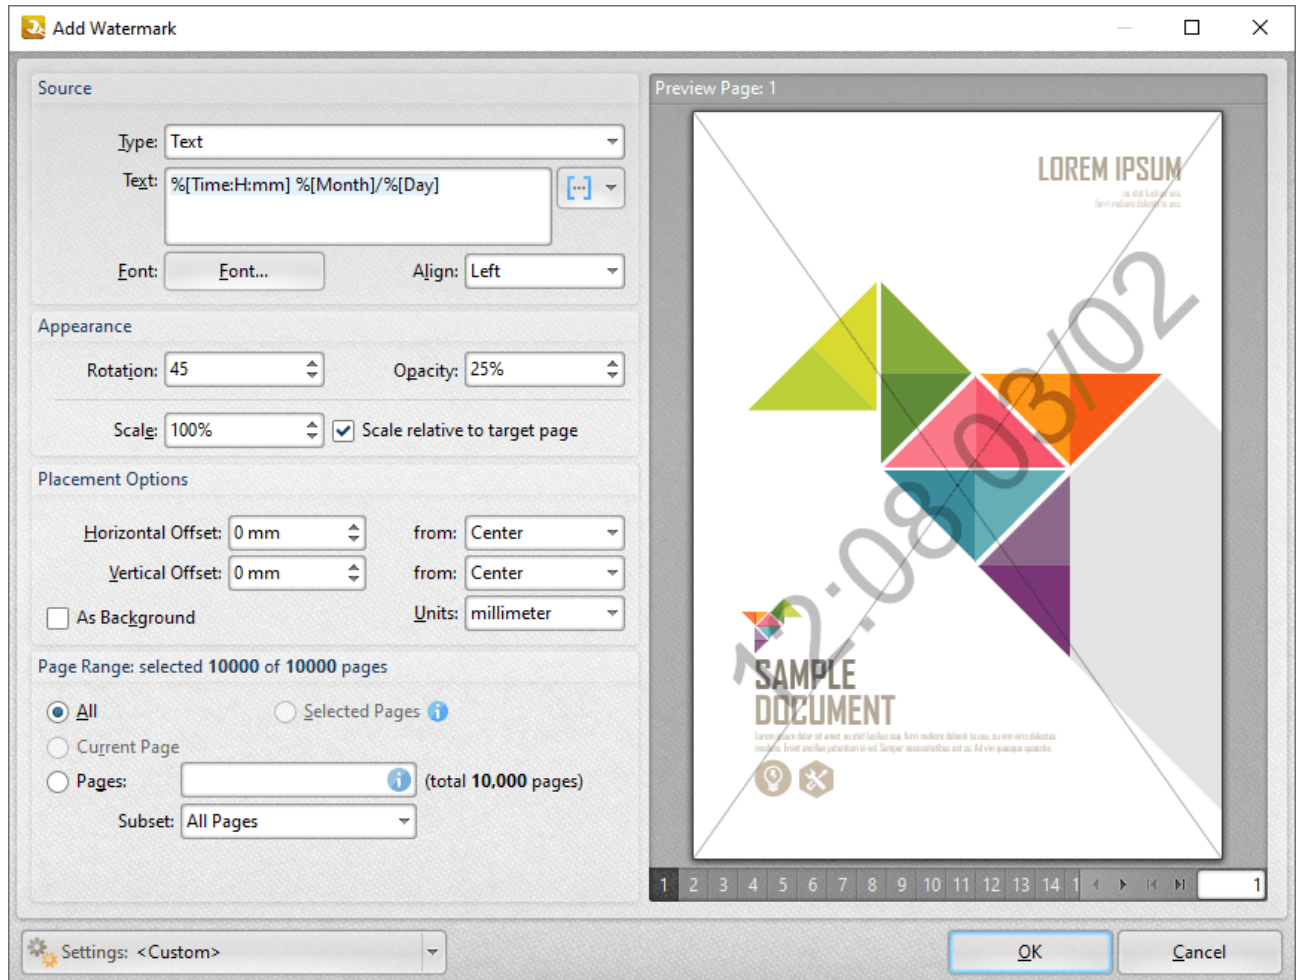 Add Watermark
Source
Type: Text
Text: %[Time:H:mm] %[Month]/%[Day]
Font: Font... Align: Left
Appearance
Rotation: 45 Opacity: 25%
Scale: 100% Scale relative to target page
Placement Options
Horizontal Offset: 0 mm from: Center
Vertical Offset: 0 mm from: Center
As Background Units: millimeter
Page Range: selected 10000 of 10000 pages
All Selected Pages
Current Page
Pages: (total 10,000 pages)
Subset: All Pages
Settings: <Custom>
Preview Page: 1
LOREM IPSUM
12:08 03/02
SAMPLE
DOCUMENT
1 2 3 4 5 6 7 8 9 10 11 12 13 14 1 1
OK Cancel